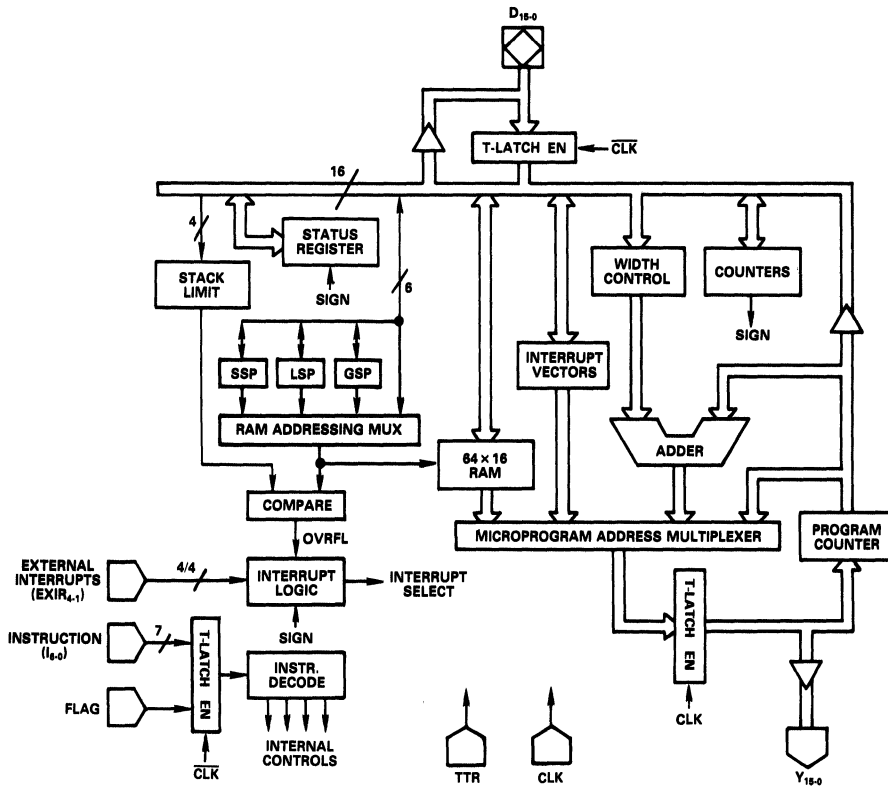 D15-0
T-LATCH EN
CLK
16
4
STATUS
REGISTER
SIGN
STACK
LIMIT
6
WIDTH
CONTROL
COUNTERS
SIGN
SSP
LSP
GSP
INTERRUPT
VECTORS
RAM ADDRESSING MUX
ADDER
64 × 16
RAM
COMPARE
OVRFL
MICROPROGRAM ADDRESS MULTIPLEXER
PROGRAM
COUNTER
EXTERNAL
INTERRUPTS
(EXIR4-1)
4/4
INTERRUPT
LOGIC
INTERRUPT
SELECT
SIGN
INSTRUCTION
(I6-0)
7
T-LATCH EN
INSTR.
DECODE
FLAG
CLK
INTERNAL
CONTROLS
T-LATCH EN
CLK
TTR
CLK
Y15-0